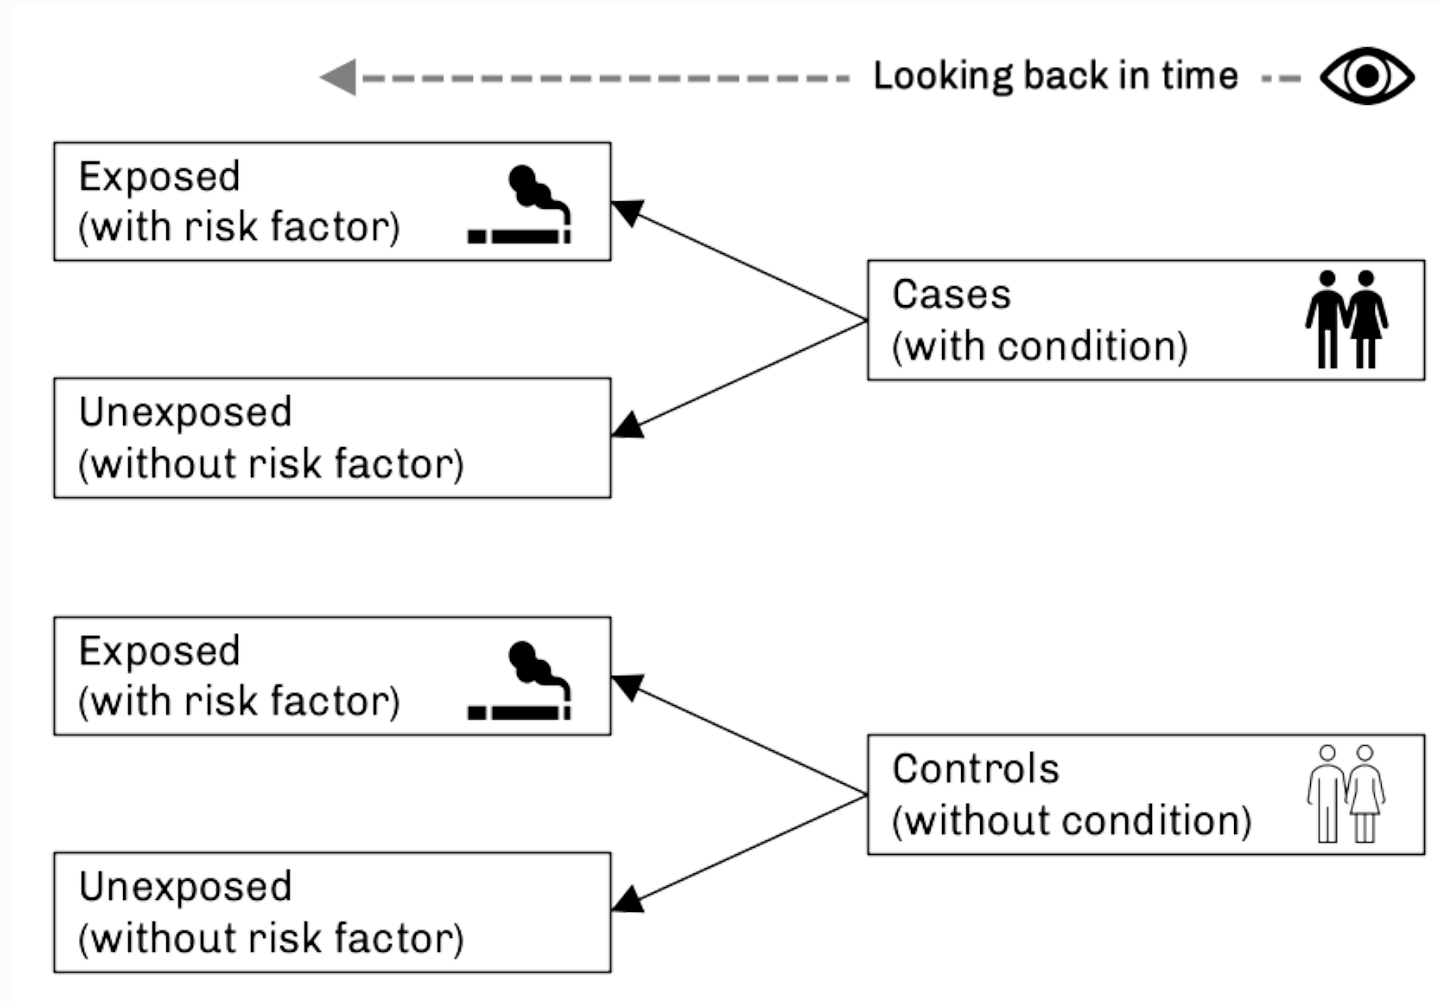 Looking back in time
Exposed
(with risk factor)
Cases
(with condition)
Unexposed
(without risk factor)
Exposed
(with risk factor)
Controls
(without condition)
Unexposed
(without risk factor)